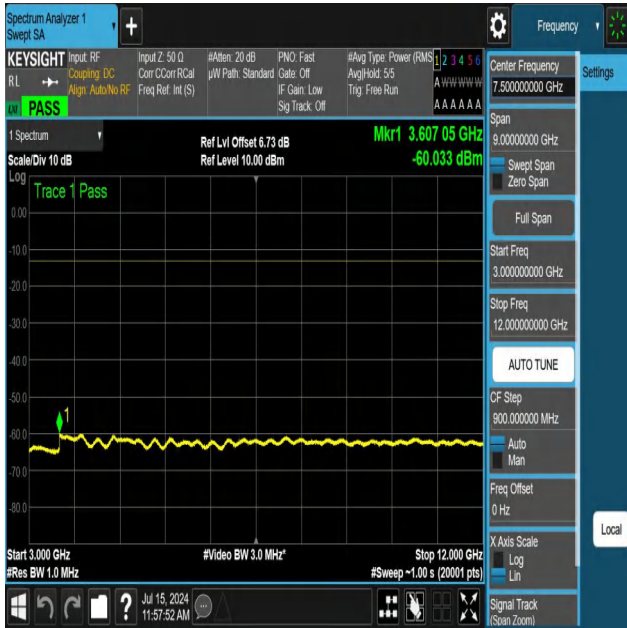 Spectrum Analyzer 1
Swept SA
+
Frequency
KEYSIGHT
RL
PASS
Input: RF
Coupling: DC
Align: Auto/No RF
Input Z: 50 Ω
Corr CCorr RCal
Freq Ref: Int (S)
#Atten: 20 dB
µW Path: Standard
PNO: Fast
Gate: Off
IF Gain: Low
Sig Track: Off
#Avg Type: Power (RMS
Avg|Hold: 5/5
Trig: Free Run
1 2 3 4 5 6
A W W W W W
A A A A A A
1 Spectrum
Scale/Div 10 dB
Ref Lvl Offset 6.73 dB
Ref Level 10.00 dBm
Mkr1 3.607 05 GHz
-60.033 dBm
Log
Trace 1 Pass
0.00
-10.0
-20.0
-30.0
-40.0
-50.0
-60.0
-70.0
-80.0
1
Start 3.000 GHz
#Res BW 1.0 MHz
#Video BW 3.0 MHz*
Stop 12.000 GHz
#Sweep ~1.00 s (20001 pts)
?
Jul 15, 2024
11:57:52 AM
Center Frequency
7.500000000 GHz
Settings
Span
9.00000000 GHz
Swept Span
Zero Span
Full Span
Start Freq
3.000000000 GHz
Stop Freq
12.000000000 GHz
AUTO TUNE
CF Step
900.000000 MHz
Auto
Man
Freq Offset
0 Hz
X Axis Scale
Log
Lin
Local
Signal Track
(Span Zoom)